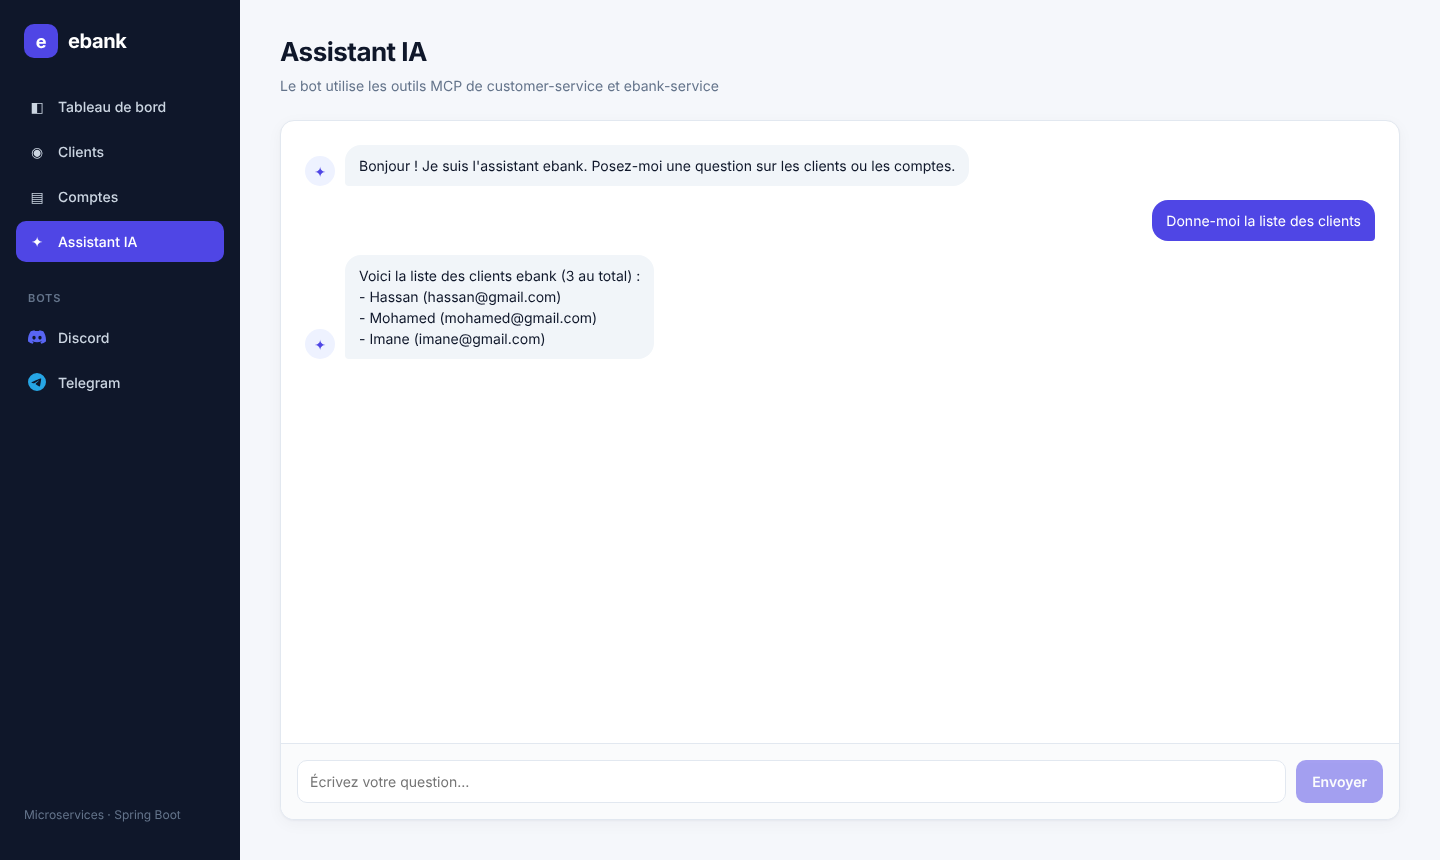 e ebank
Tableau de bord
Clients
Comptes
Assistant IA
BOTS
Discord
Telegram
Microservices · Spring Boot
Assistant IA
Le bot utilise les outils MCP de customer-service et ebank-service
Bonjour ! Je suis l'assistant ebank. Posez-moi une question sur les clients ou les comptes.
Donne-moi la liste des clients
Voici la liste des clients ebank (3 au total) :
- Hassan (hassan@gmail.com)
- Mohamed (mohamed@gmail.com)
- Imane (imane@gmail.com)
Écrivez votre question...
Envoyer